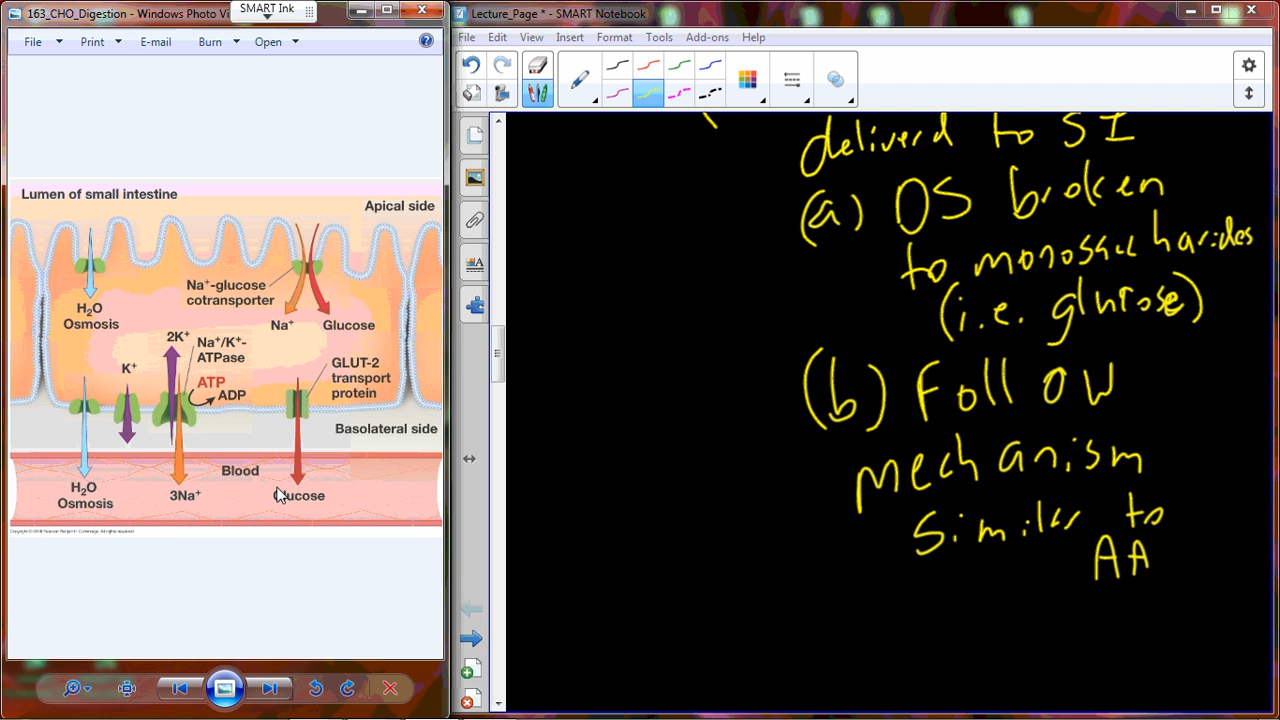 163_CHO_Digestion - Windows Photo Vi
SMART Ink
File Print E-mail Burn Open
Lumen of small intestine
Apical side
Na⁺-glucose
cotransporter
H₂O
Osmosis
Na⁺
Glucose
2K⁺
Na⁺/K⁺-
ATPase
K⁺
ATP
ADP
GLUT-2
transport
protein
Basolateral side
Blood
H₂O
Osmosis
3Na⁺
Glucose
Lecture_Page * - SMART Notebook
File Edit View Insert Format Tools Add-ons Help
deliverd to SI
(a) OS broken
to monosaccharides
(i.e. glucose)
(b) Follow
mechanism
similar to
AA